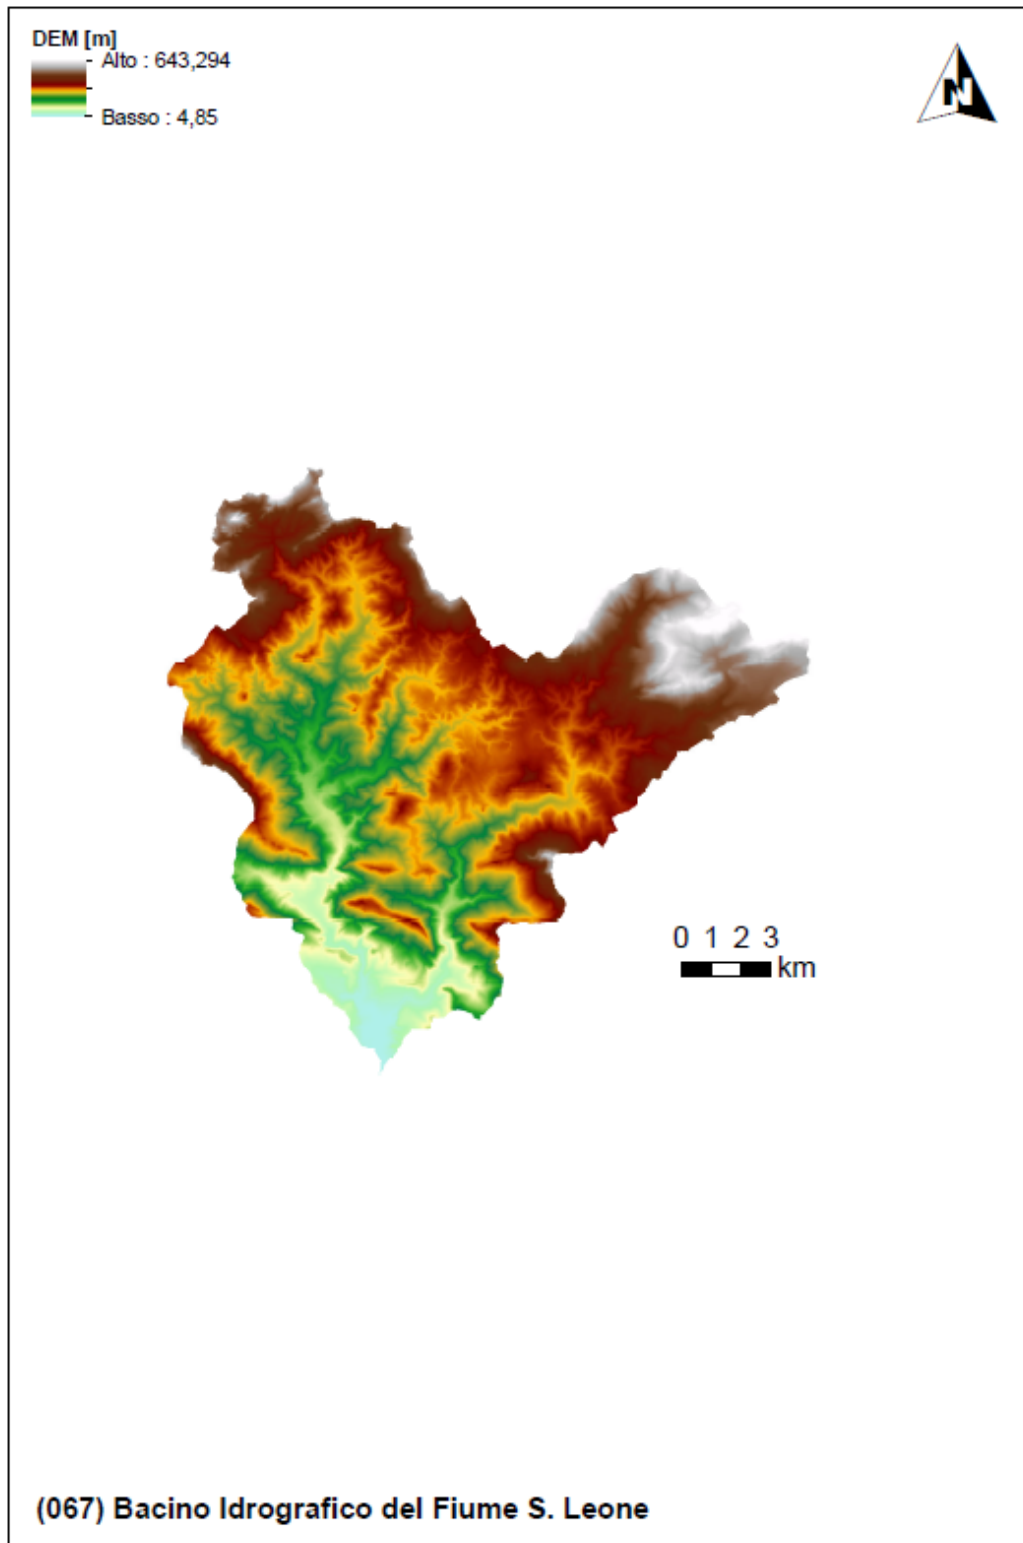 DEM [m]
Alto : 643,294
Basso : 4,85
N
0 1 2 3
km
(067) Bacino Idrografico del Fiume S. Leone